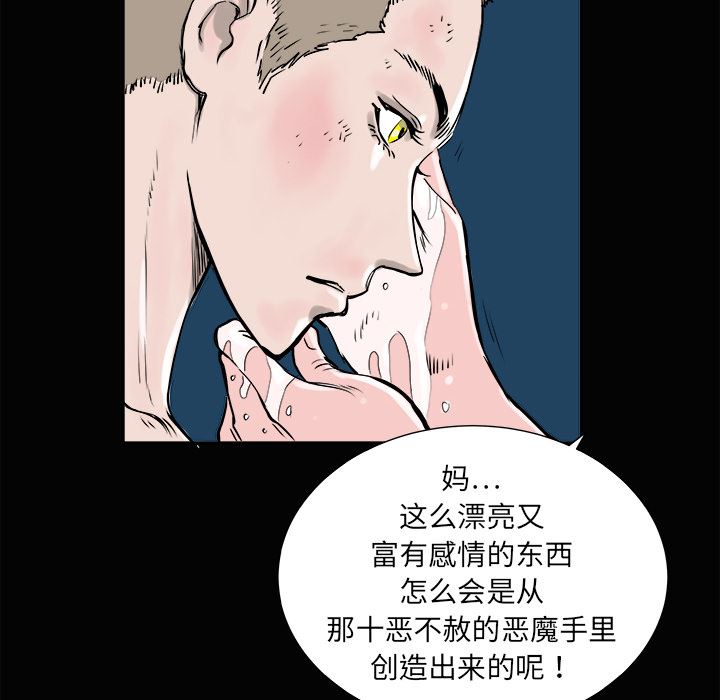 妈...
这么漂亮又
富有感情的东西
怎么会是从
那十恶不赦的恶魔手里
创造出来的呢！